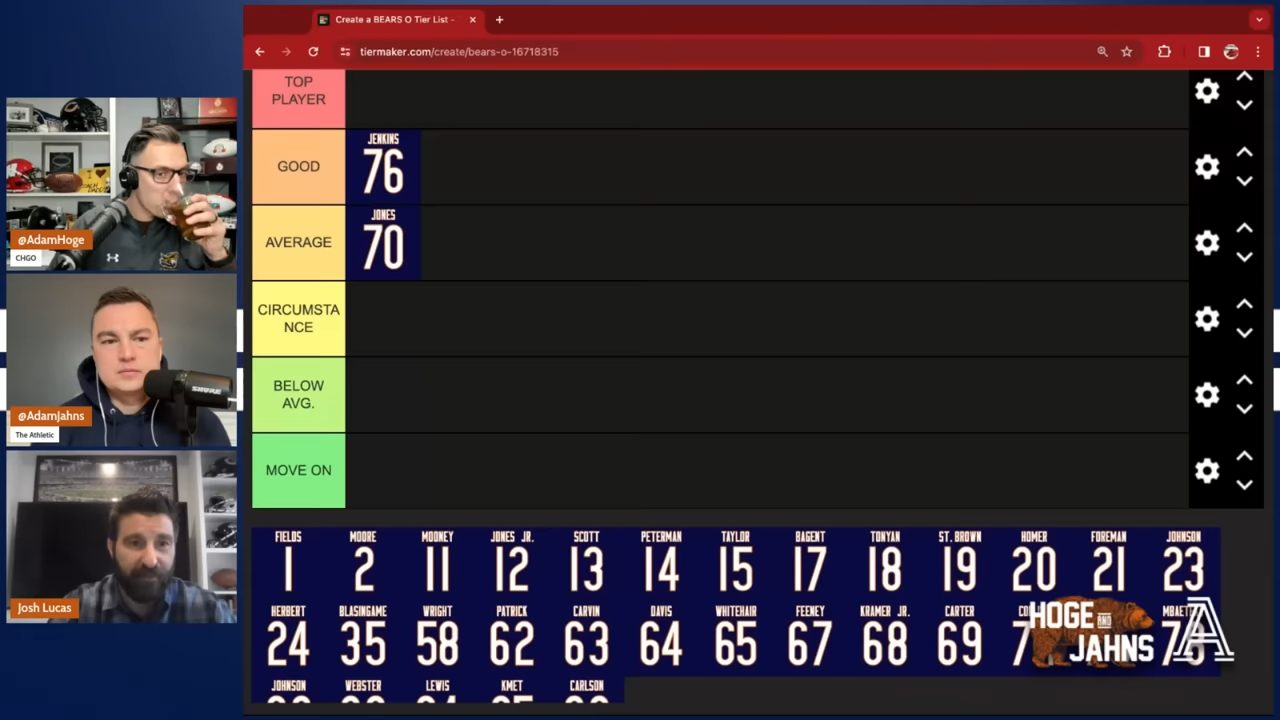 Create a BEARS O Tier List -
tiermaker.com/create/bears-o-16718315
TOP
PLAYER
GOOD
JENKINS
76
AVERAGE
JONES
70
CIRCUMSTA
NCE
BELOW
AVG.
MOVE ON
@AdamHoge
CHGO
@AdamJahns
The Athletic
SHURE
Josh Lucas
FIELDS MOORE MOONEY JONES JR. SCOTT PETERMAN TAYLOR BAGENT TONYAN ST. BROWN HOMER FOREMAN JOHNSON
1 2 11 12 13 14 15 17 18 19 20 21 23
HERBERT BLASINGAME WRIGHT PATRICK CARVIN DAVIS WHITEHAIR FEENEY KRAMER JR. CARTER
24 35 58 62 63 64 65 67 68 69
HOGE AND
JAHNS
A
JOHNSON WEBSTER LEWIS KMET CARLSON